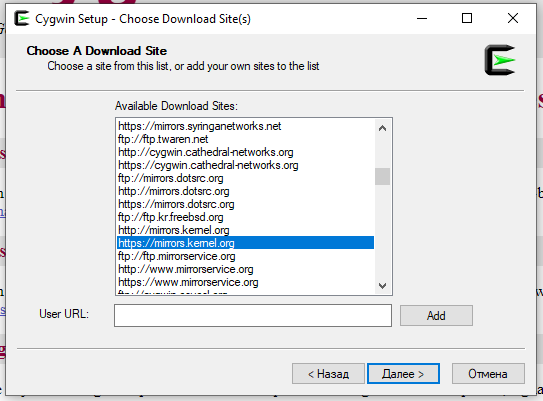 Cygwin Setup - Choose Download Site(s)
Choose A Download Site
Choose a site from this list, or add your own sites to the list
Available Download Sites:
https://mirrors.syringanetworks.net
ftp://ftp.twaren.net
http://cygwin.cathedral-networks.org
https://cygwin.cathedral-networks.org
ftp://mirrors.dotsrc.org
http://mirrors.dotsrc.org
https://mirrors.dotsrc.org
ftp://ftp.kr.freebsd.org
http://mirrors.kernel.org
https://mirrors.kernel.org
ftp://ftp.mirrorservice.org
http://www.mirrorservice.org
https://www.mirrorservice.org
User URL:
Add
< Назад
Далее >
Отмена